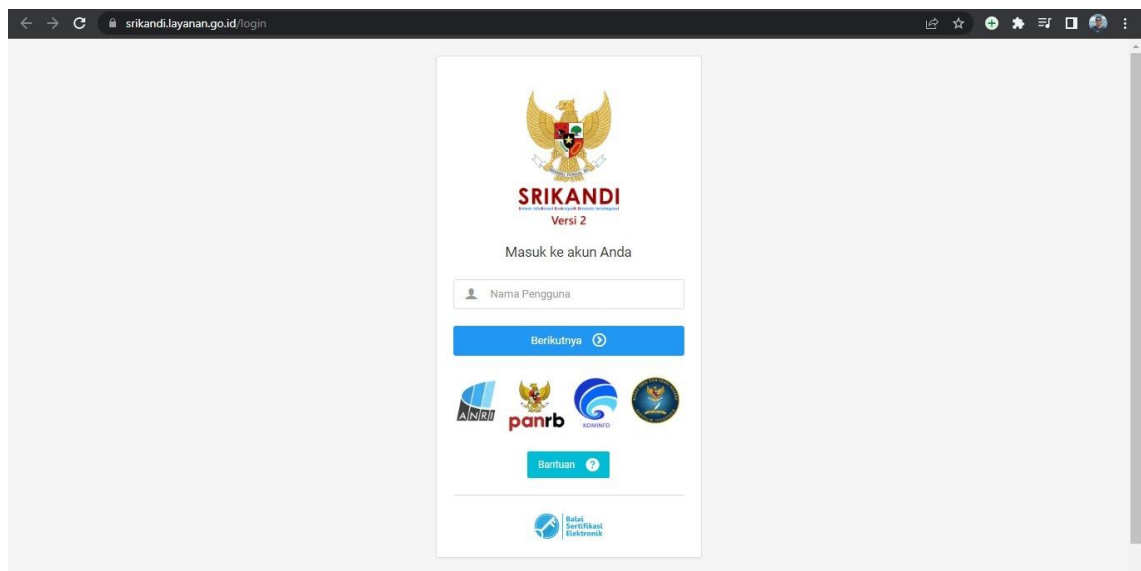 srikandi.layanan.go.id/login
SRIKANDI
Versi 2
Masuk ke akun Anda
Nama Pengguna
Berikutnya
ANRI
panrb
KOMINFO
Bantuan
Balai
Sertifikasi
Elektronik